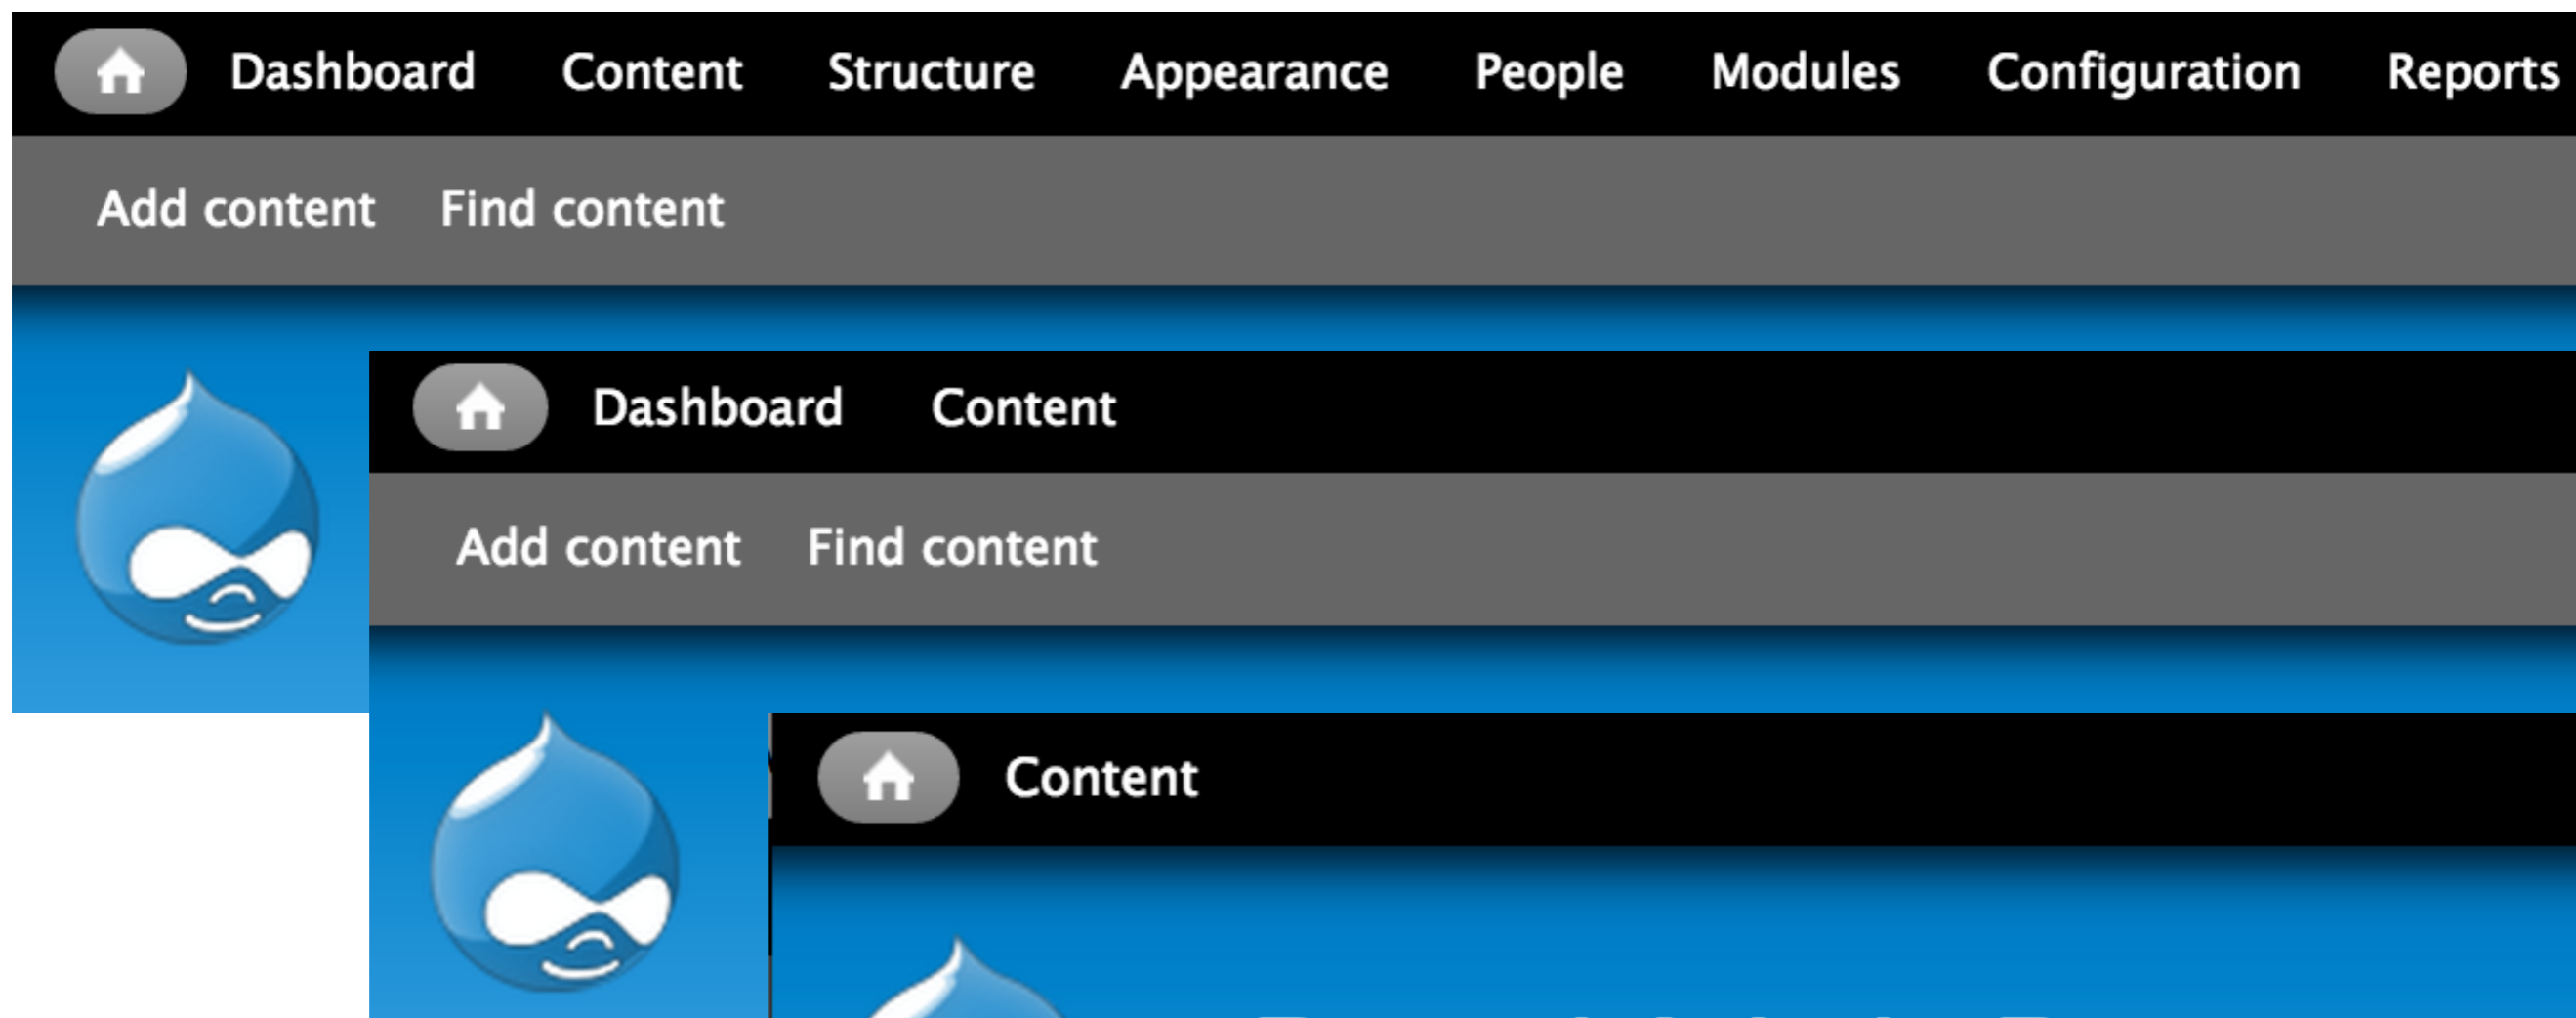 Dashboard Content Structure Appearance People Modules Configuration Reports
Add content Find content
Dashboard Content
Add content Find content
Content